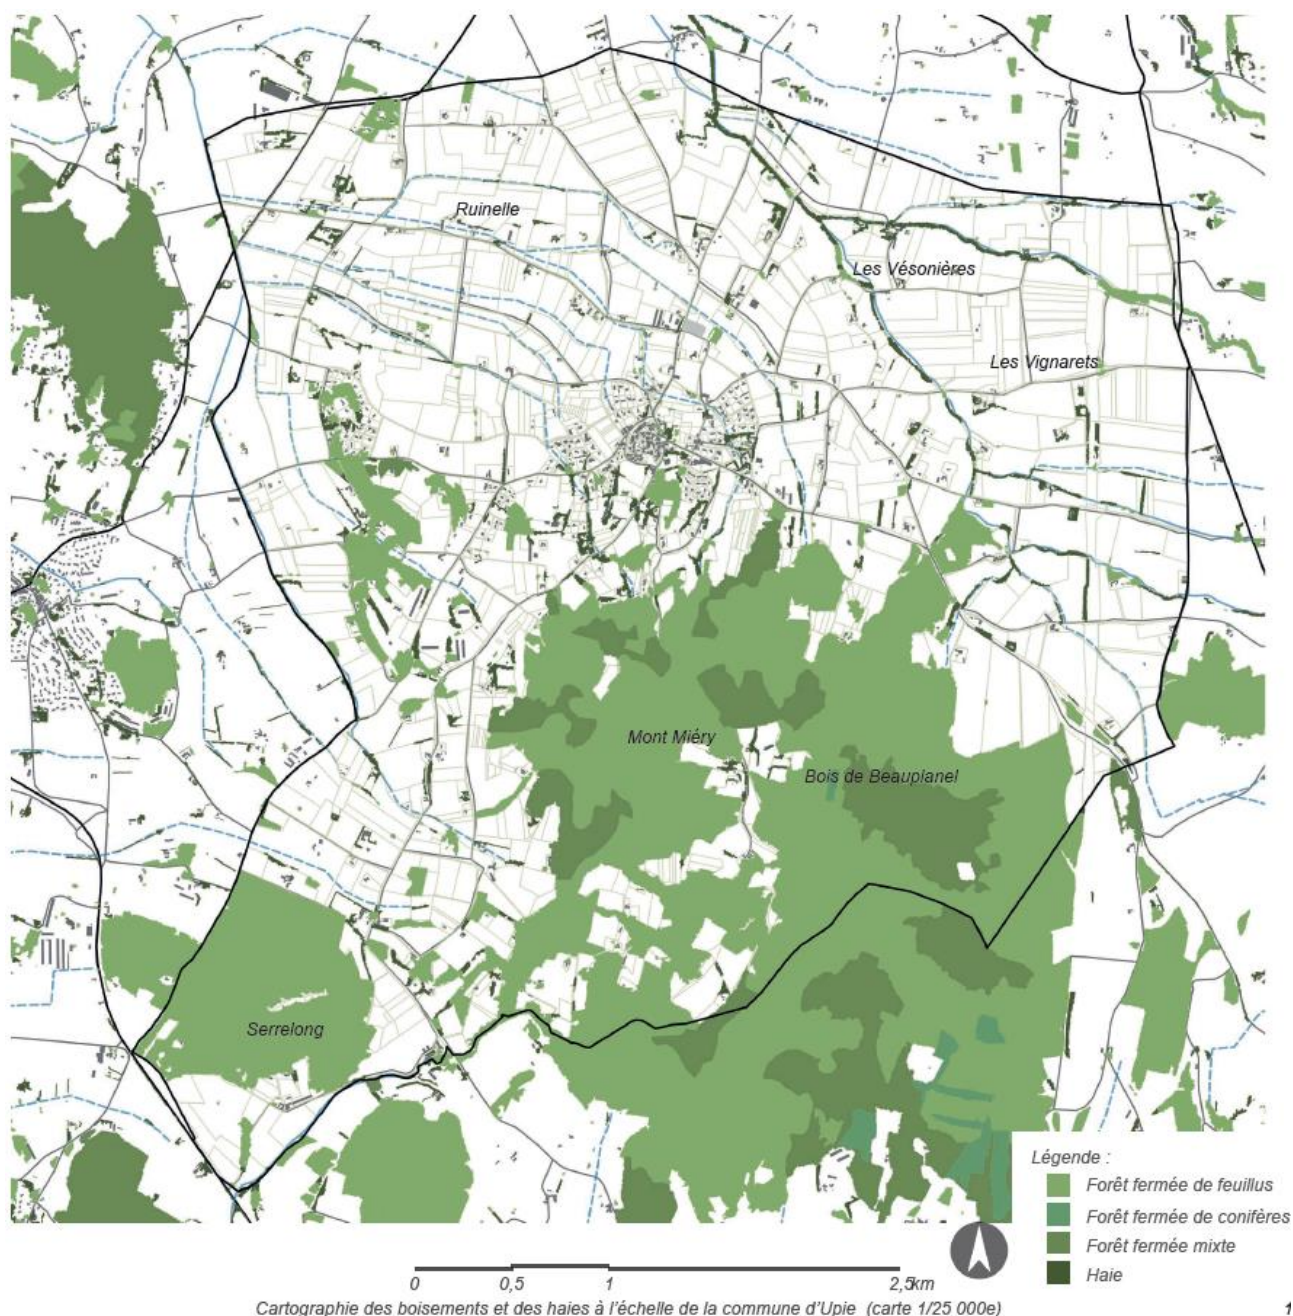 Ruinelle
Les Vésonières
Les Vignarets
Mont Miéry
Bois de Beauplanel
Serrelong
Légende :
Forêt fermée de feuillus
Forêt fermée de conifères
Forêt fermée mixte
Haie
0 0,5 1 2,5km
Cartographie des boisements et des haies à l'échelle de la commune d'Upie (carte 1/25 000e)
1